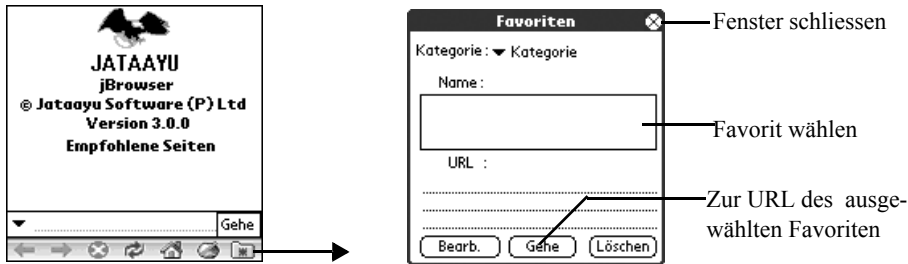 JATAAYU
jBrowser
© Jataayu Software (P) Ltd
Version 3.0.0
Empfohlene Seiten
Gehe
Favoriten
Kategorie: Kategorie
Name:
URL :
Bearb. Gehe Löschen
Fenster schliessen
Favorit wählen
Zur URL des ausge-
wählten Favoriten